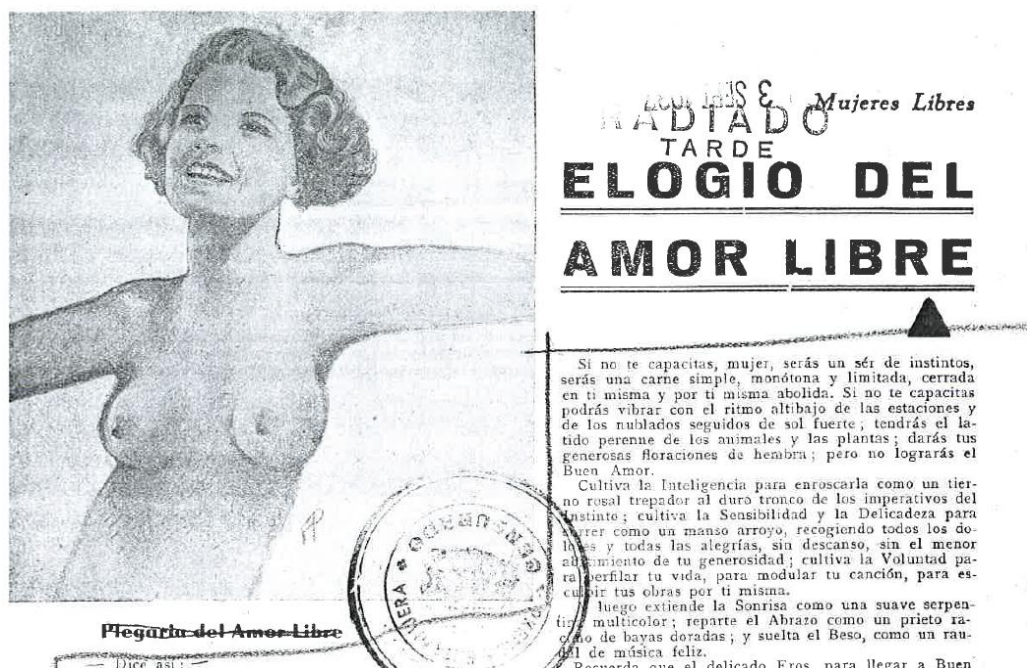 3 SEPT 1937
Mujeres Libres
RADIADO
TARDE
ELOGIO DEL
AMOR LIBRE
Si no te capacitas, mujer, serás un sér de instintos,
serás una carne simple, monótona y limitada, cerrada
en ti misma y por ti misma abolida. Si no te capacitas
podrás vibrar con el ritmo altibajo de las estaciones y
de los nublados seguidos de sol fuerte; tendrás el la-
tido perenne de los animales y las plantas; darás tus
generosas floraciones de hembra; pero no lograrás el
Buen Amor.
Cultiva la Inteligencia para enroscarla como un tier-
no rosal trepador al duro tronco de los imperativos del
Instinto; cultiva la Sensibilidad y la Delicadeza para
correr como un manso arroyo, recogiendo todos los do-
lores y todas las alegrías, sin descanso, sin el menor
de tu generosidad; cultiva la Voluntad pa-
ra perfilar tu vida, para modular tu canción, para es-
culpir tus obras por ti misma.
luego extiende la Sonrisa como una suave serpen-
tina multicolor; reparte el Abrazo como un prieto ra-
cimo de bayas doradas; y suelta el Beso, como un rau-
dal de música feliz.
Recuerda que el delicado Eros, para llegar a Buen
CENSURADO
Plegaria del Amor Libre
— Dice así: —